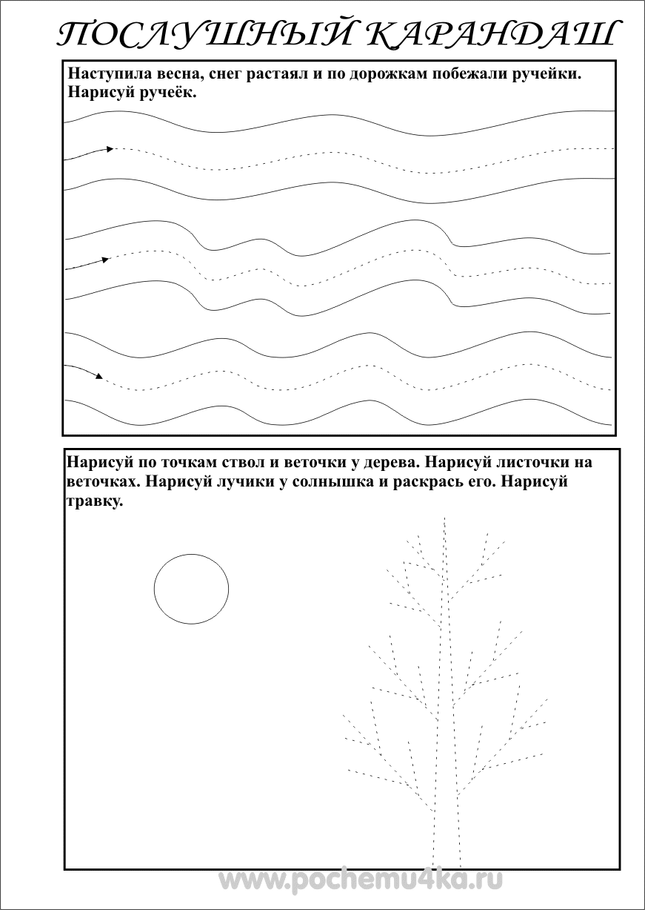 ПОСЛУШНЫЙ КАРАНДАШ
Наступила весна, снег растаял и по дорожкам побежали ручейки.
Нарисуй ручеёк.
Нарисуй по точкам ствол и веточки у дерева. Нарисуй листочки на
веточках. Нарисуй лучики у солнышка и раскрась его. Нарисуй
травку.
www.pochemu4ka.ru